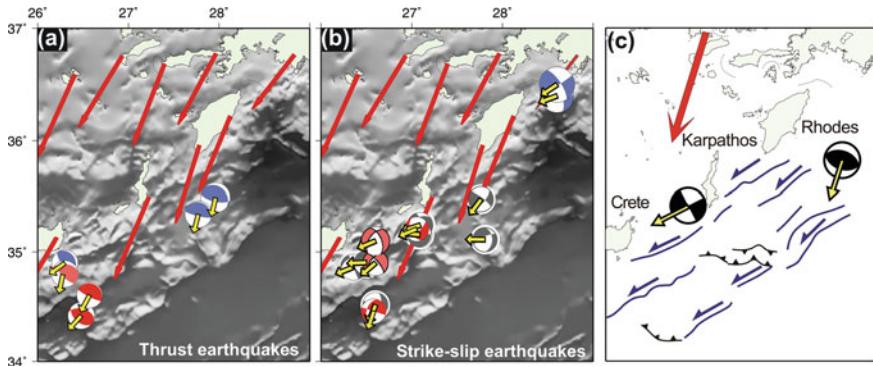 26° 27° 28°
37°
36°
35°
34°
(a)
Thrust earthquakes
27° 28°
(b)
Strike-slip earthquakes
(c)
Karpathos
Rhodes
Crete